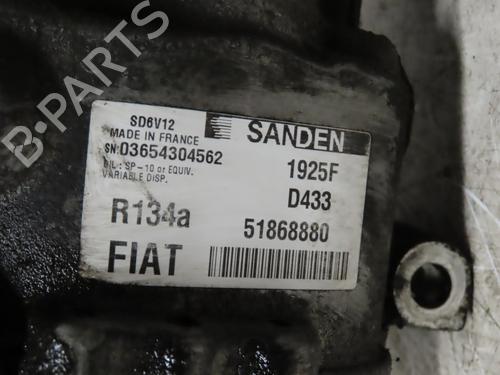 SD6V12
MADE IN FRANCE
SN:03654304562
OIL: SP-10 or EQUIV.
VARIABLE DISP.
R134a
FIAT
SANDEN
1925F
D433
51868880
B-PARTS